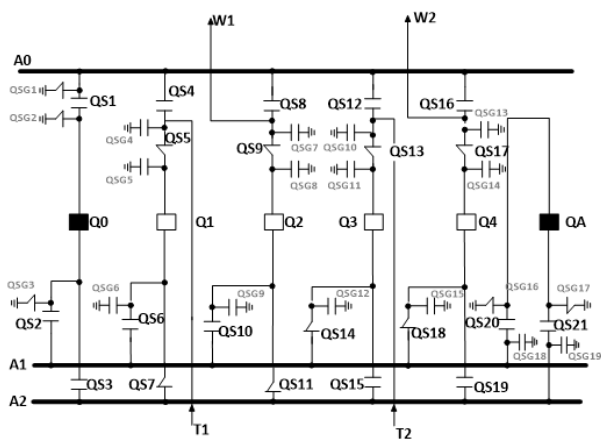 W1 W2
A0
QSG1 QS1 QS4 QS8 QS12 QS16
QSG2 QSG4 QS5 QS9 QSG7 QSG10 QS13 QSG13 QS17
QSG5 QSG8 QSG11 QSG14
Q0 Q1 Q2 Q3 Q4 QA
QSG3 QSG6 QSG9 QSG12 QSG15 QSG16 QSG17
QS2 QS6 QS10 QS14 QS18 QS20 QS21
QSG18 QSG19
A1
QS3 QS7 QS11 QS15 QS19
A2
T1 T2